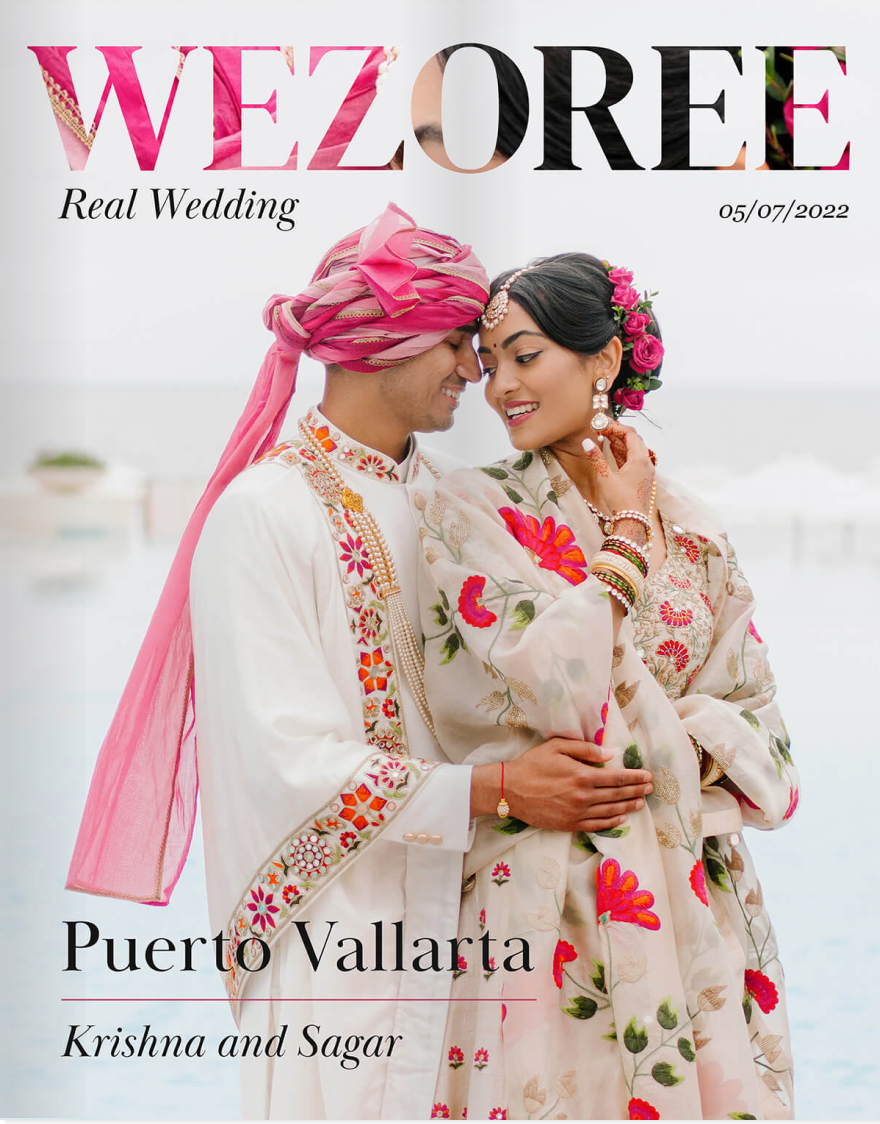 WEZOREE
Real Wedding
05/07/2022
Puerto Vallarta
Krishna and Sagar